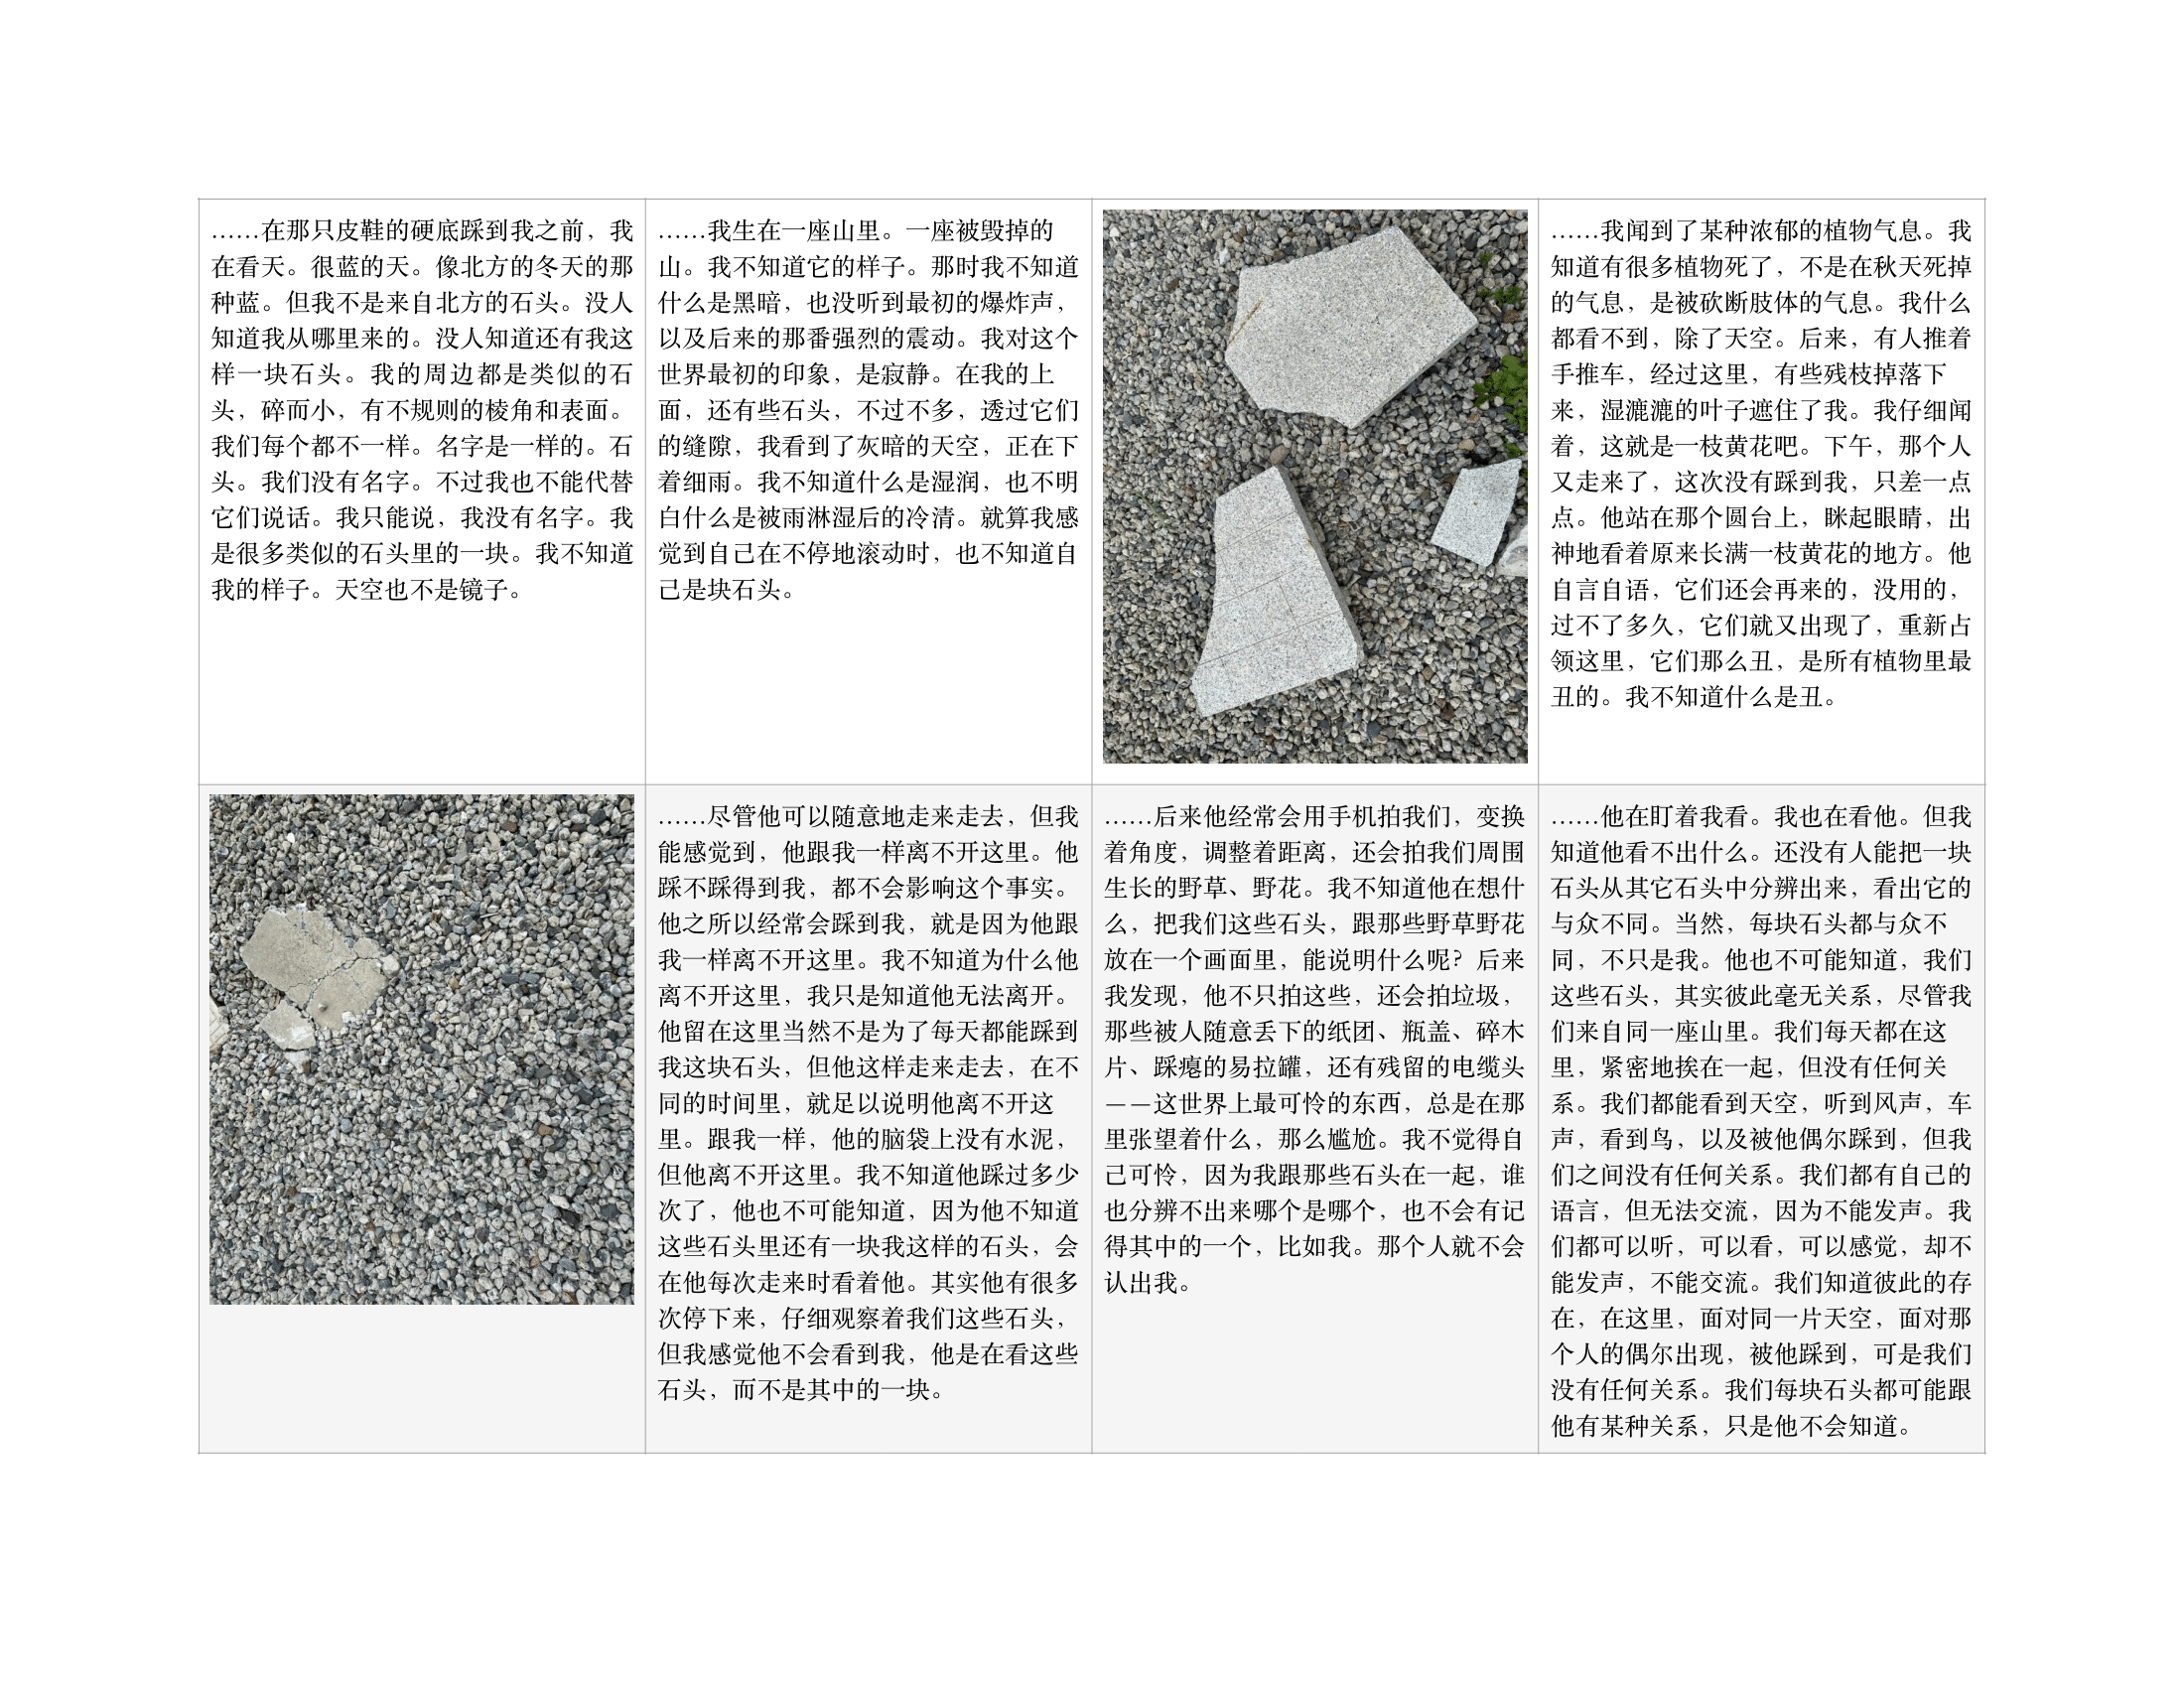 ……在那只皮鞋的硬底踩到我之前，我
在看天。很蓝的天。像北方的冬天的那
种蓝。但我不是来自北方的石头。没人
知道我从哪里来的。没人知道还有我这
样一块石头。我的周边都是类似的石
头，碎而小，有不规则的棱角和表面。
我们每个都不一样。名字是一样的。石
头。我们没有名字。不过我也不能代替
它们说话。我只能说，我没有名字。我
是很多类似的石头里的一块。我不知道
我的样子。天空也不是镜子。
……我生在一座山里。一座被毁掉的
山。我不知道它的样子。那时我不知道
什么是黑暗，也没听到最初的爆炸声，
以及后来的那番强烈的震动。我对这个
世界最初的印象，是寂静。在我的上
面，还有些石头，不过不多，透过它们
的缝隙，我看到了灰暗的天空，正在下
着细雨。我不知道什么是湿润，也不明
白什么是被雨淋湿后的冷清。就算我感
觉到自己在不停地滚动时，也不知道自
己是块石头。
……我闻到了某种浓郁的植物气息。我
知道有很多植物死了，不是在秋天死掉
的气息，是被砍断肢体的气息。我什么
都看不到，除了天空。后来，有人推着
手推车，经过这里，有些残枝掉落下
来，湿漉漉的叶子遮住了我。我仔细闻
着，这就是一枝黄花吧。下午，那个人
又走来了，这次没有踩到我，只差一点
点。他站在那个圆台上，眯起眼睛，出
神地看着原来长满一枝黄花的地方。他
自言自语，它们还会再来的，没用的，
过不了多久，它们就又出现了，重新占
领这里，它们那么丑，是所有植物里最
丑的。我不知道什么是丑。
……尽管他可以随意地走来走去，但我
能感觉到，他跟我一样离不开这里。他
踩不踩得到我，都不会影响这个事实。
他之所以经常会踩到我，就是因为他跟
我一样离不开这里。我不知道为什么他
离不开这里，我只是知道他无法离开。
他留在这里当然不是为了每天都能踩到
我这块石头，但他这样走来走去，在不
同的时间里，就足以说明他离不开这
里。跟我一样，他的脑袋上没有水泥，
但他离不开这里。我不知道他踩过多少
次了，他也不可能知道，因为他不知道
这些石头里还有一块我这样的石头，会
在他每次走来时看着他。其实他有很多
次停下来，仔细观察着我们这些石头，
但我感觉他不会看到我，他是在看这些
石头，而不是其中的一块。
……后来他经常会用手机拍我们，变换
着角度，调整着距离，还会拍我们周围
生长的野草、野花。我不知道他在想什
么，把我们这些石头，跟那些野草野花
放在一个画面里，能说明什么呢？后来
我发现，他不只拍这些，还会拍垃圾，
那些被人随意丢下的纸团、瓶盖、碎木
片、踩瘪的易拉罐，还有残留的电缆头
——这世界上最可怜的东西，总是在那
里张望着什么，那么尴尬。我不觉得自
己可怜，因为我跟那些石头在一起，谁
也分辨不出来哪个是哪个，也不会有记
得其中的一个，比如我。那个人就不会
认出我。
……他在盯着我看。我也在看他。但我
知道他看不出什么。还没有人能把一块
石头从其它石头中分辨出来，看出它的
与众不同。当然，每块石头都与众不
同，不只是我。他也不可能知道，我们
这些石头，其实彼此毫无关系，尽管我
们来自同一座山里。我们每天都在这
里，紧密地挨在一起，但没有任何关
系。我们都能看到天空，听到风声，车
声，看到鸟，以及被他偶尔踩到，但我
们之间没有任何关系。我们都有自己的
语言，但无法交流，因为不能发声。我
们都可以听，可以看，可以感觉，却不
能发声，不能交流。我们知道彼此的存
在，在这里，面对同一片天空，面对那
个人的偶尔出现，被他踩到，可是我们
没有任何关系。我们每块石头都可能跟
他有某种关系，只是他不会知道。